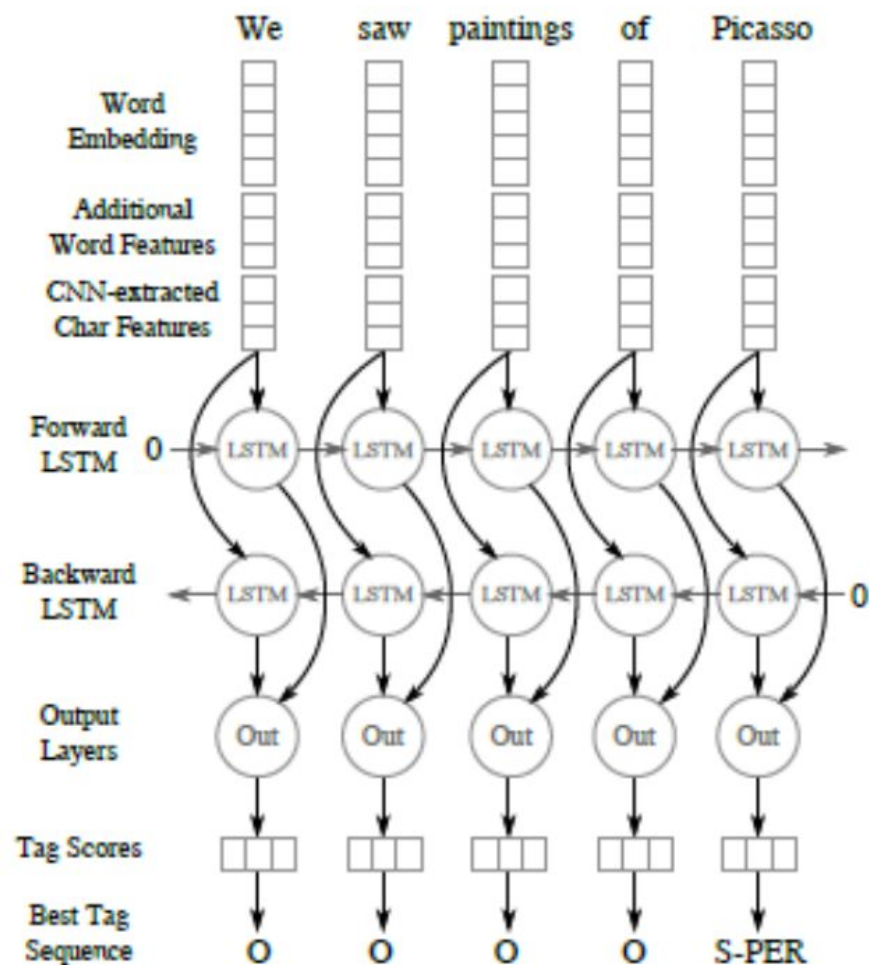 We saw paintings of Picasso
Word
Embedding
Additional
Word Features
CNN-extracted
Char Features
Forward
LSTM
0 LSTM LSTM LSTM LSTM LSTM
Backward
LSTM
LSTM LSTM LSTM LSTM LSTM 0
Output
Layers
Out Out Out Out Out
Tag Scores
Best Tag
Sequence
O O O O S-PER